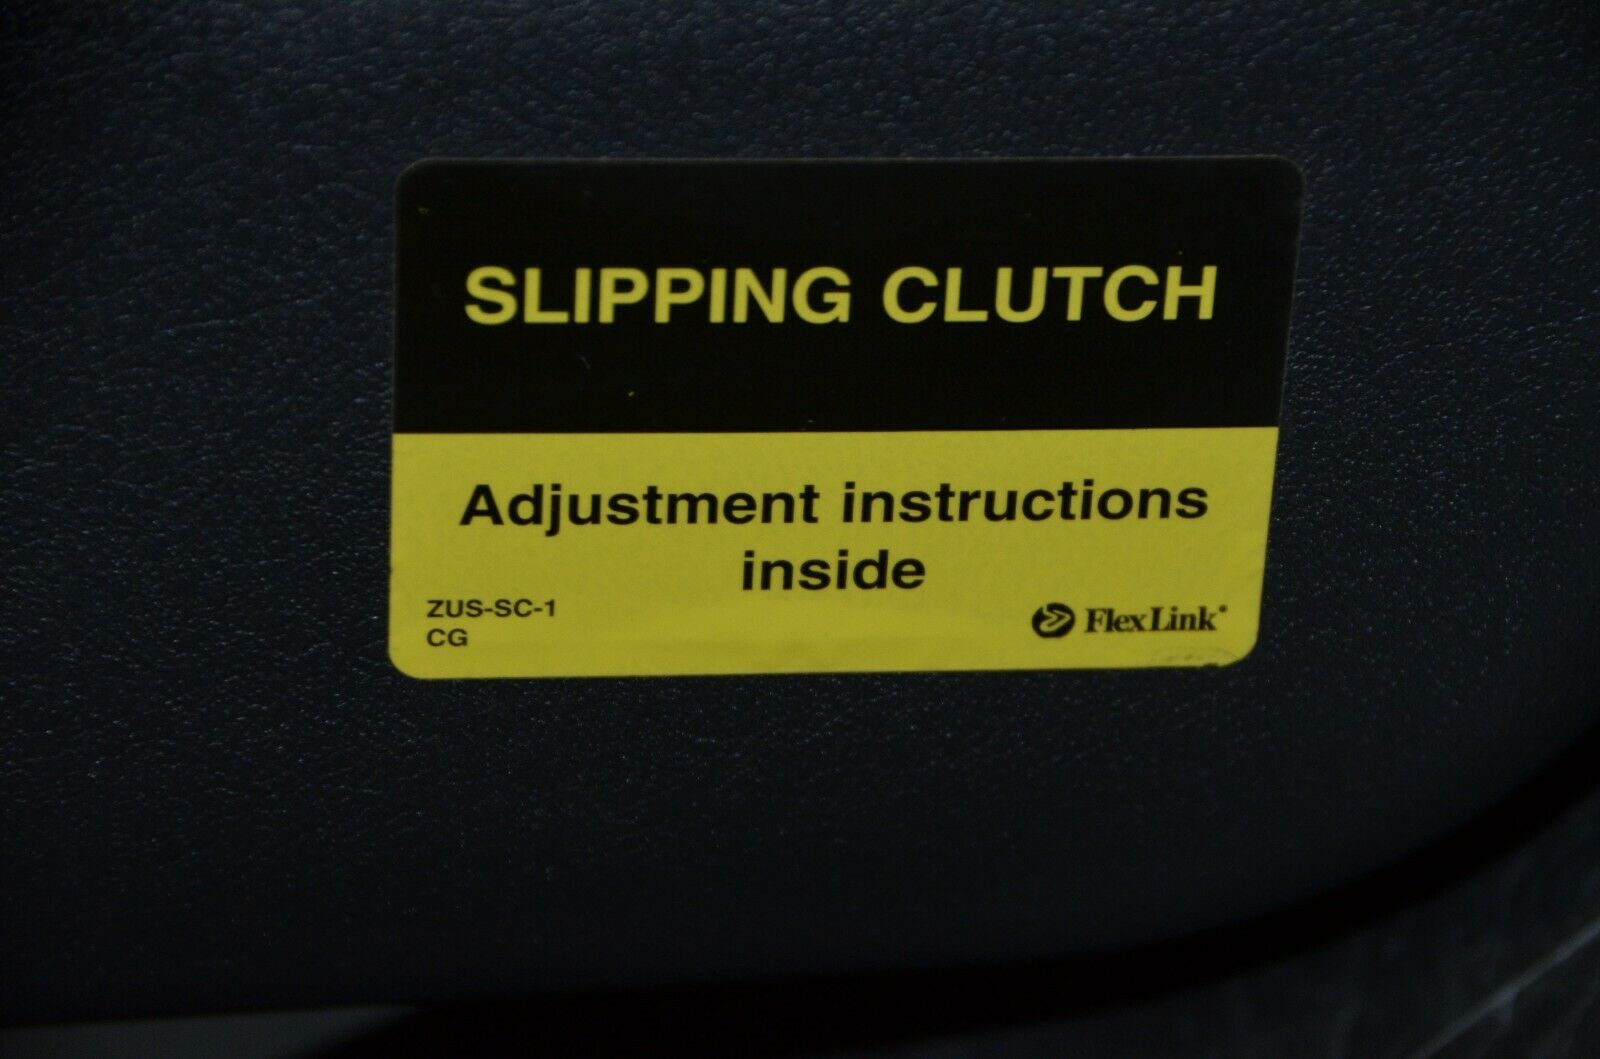 SLIPPING CLUTCH
Adjustment instructions
inside
ZUS-SC-1
CG
FlexLink®